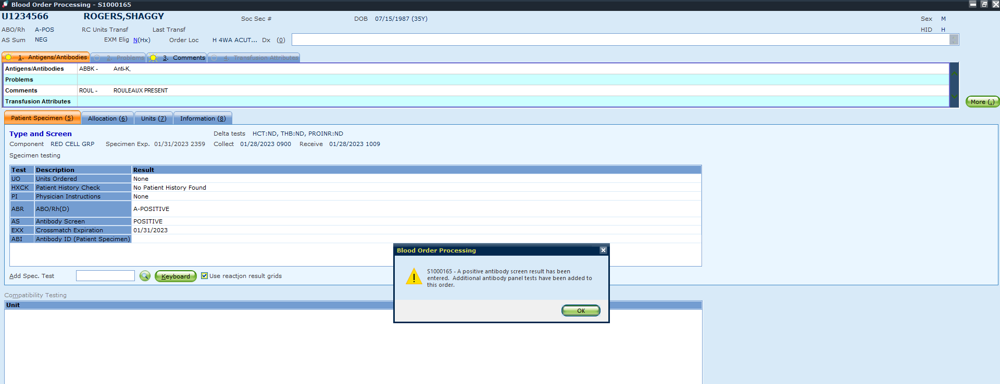 Blood Order Processing - S1000165
U1234566 ROGERS,SHAGGY Soc Sec # DOB 07/15/1987 (35Y) Sex M
ABO/Rh A-POS RC Units Transf Last Transf HID H
AS Sum NEG EXM Elig N(Hx) Order Loc H 4WA ACUT... Dx (0)
1. Antigens/Antibodies 2. Problems 3. Comments 4. Transfusion Attributes
Antigens/Antibodies ABBK - Anti-K,
Problems
Comments ROUL - ROULEAUX PRESENT
Transfusion Attributes
More (.)
Patient Specimen (5) Allocation (6) Units (7) Information (8)
Type and Screen Delta tests HCT:ND, THB:ND, PROINR:ND
Component RED CELL GRP Specimen Exp. 01/31/2023 2359 Collect 01/28/2023 0900 Receive 01/28/2023 1009
Specimen testing
Test Description Result
UO Units Ordered None
HXCK Patient History Check No Patient History Found
PI Physician Instructions None
ABR ABO/Rh(D) A-POSITIVE
AS Antibody Screen POSITIVE
EXX Crossmatch Expiration 01/31/2023
ABI Antibody ID (Patient Specimen)
Add Spec. Test Keyboard Use reaction result grids
Blood Order Processing
S1000165 - A positive antibody screen result has been
entered. Additional antibody panel tests have been added to
this order.
OK
Compatibility Testing
Unit